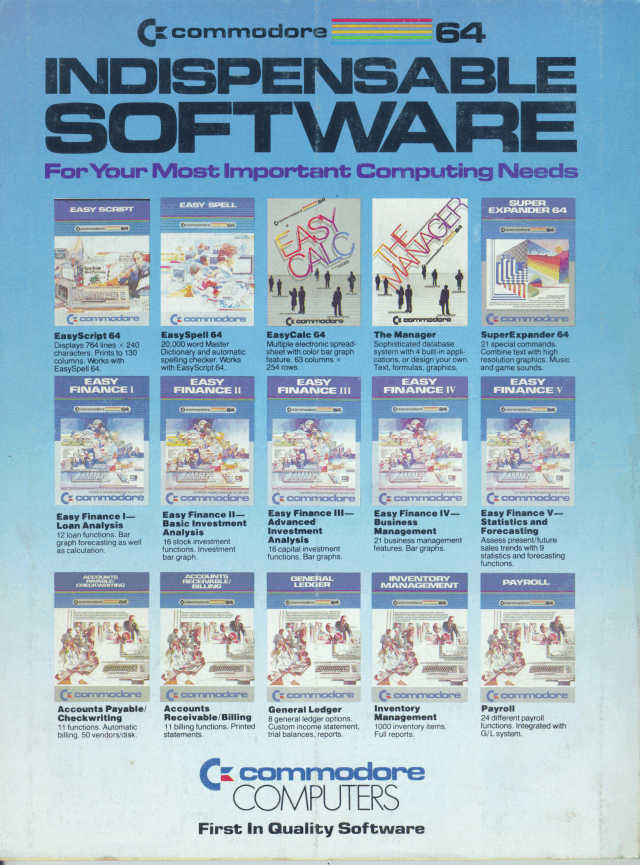 commodore 64
INDISPENSABLE
SOFTWARE
For Your Most Important Computing Needs
EASY SCRIPT
commodore 64
commodore
EASY SPELL
commodore 64
commodore
commodore 64
EASY
CALC
THE
MANAGER
commodore 64
SUPER
EXPANDER 64
commodore 64
commodore
EasyScript 64
Displays 764 lines × 240
characters. Prints to 130
columns. Works with
EasySpell 64.
EasySpell 64
20,000 word Master
Dictionary and automatic
spelling checker. Works
with EasyScript 64.
EasyCalc 64
Multiple electronic spread-
sheet with color bar graph
feature. 63 columns ×
254 rows.
The Manager
Sophisticated database
system with 4 built-in appli-
cations, or design your own.
Text, formulas, graphics.
SuperExpander 64
21 special commands.
Combine text with high
resolution graphics. Music
and game sounds.
EASY
FINANCE I
commodore 64
commodore
EASY
FINANCE II
commodore 64
commodore
EASY
FINANCE III
commodore 64
commodore
EASY
FINANCE IV
commodore 64
commodore
EASY
FINANCE V
commodore 64
commodore
Easy Finance I—
Loan Analysis
12 loan functions. Bar
graph forecasting as well
as calculation.
Easy Finance II—
Basic Investment
Analysis
16 stock investment
functions. Investment
bar graph.
Easy Finance III—
Advanced
Investment
Analysis
16 capital investment
functions. Bar graphs.
Easy Finance IV—
Business
Management
21 business management
features. Bar graphs.
Easy Finance V—
Statistics and
Forecasting
Assess present/future
sales trends with 9
statistics and forecasting
functions.
ACCOUNTS
PAYABLE/
CHECKWRITING
commodore 64
commodore
ACCOUNTS
RECEIVABLE/
BILLING
commodore 64
commodore
GENERAL
LEDGER
commodore 64
commodore
INVENTORY
MANAGEMENT
commodore 64
commodore
PAYROLL
commodore 64
commodore
Accounts Payable/
Checkwriting
11 functions. Automatic
billing. 50 vendors/disk.
Accounts
Receivable/Billing
11 billing functions. Printed
statements.
General Ledger
8 general ledger options.
Custom income statement,
trial balances, reports.
Inventory
Management
1000 inventory items.
Full reports.
Payroll
24 different payroll
functions. Integrated with
G/L system.
commodore
COMPUTERS
First In Quality Software